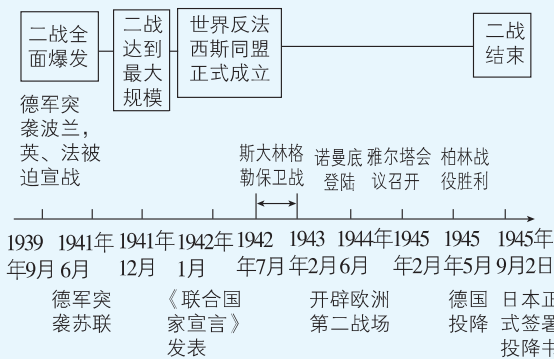 二战全
面爆发
二战
达到
最大
规模
世界反法
西斯同盟
正式成立
二战
结束
德军突
袭波兰，
英、法被
迫宣战
斯大林格
勒保卫战
诺曼底
登陆
雅尔塔会
议召开
柏林战
役胜利
1939
年9月
1941年
6月
1941年
12月
1942年
1月
1942
年7月
1943
年2月
1944年
6月
1945
年2月
1945
年5月
1945年
9月2日
德军突
袭苏联
《联合国
家宣言》
发表
开辟欧洲
第二战场
德国
投降
日本正
式签署
投降书